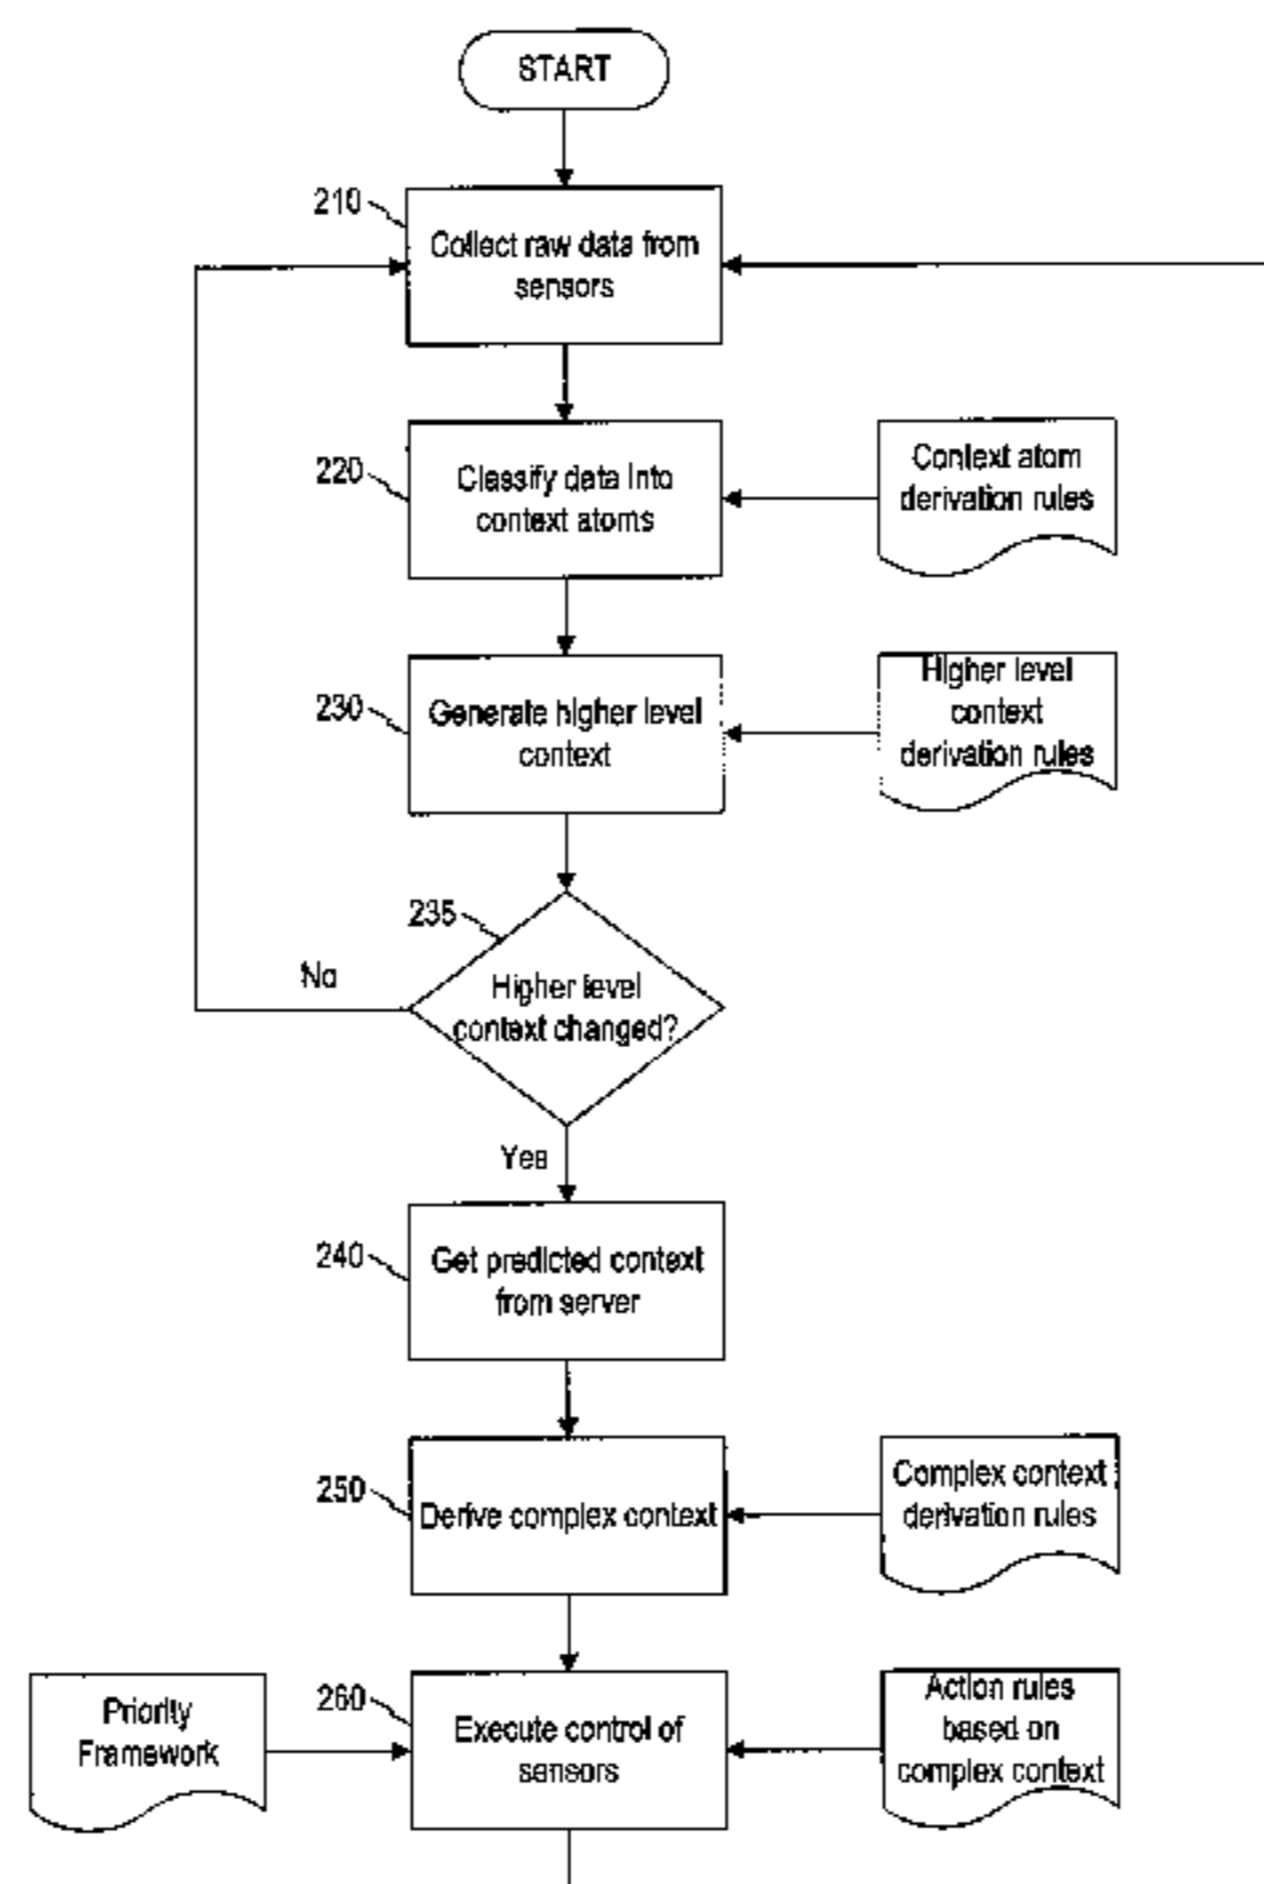 START
210
Collect raw data from
sensors
220
Classify data into
context atoms
Context atom
derivation rules
230
Generate higher level
context
Higher level
context
derivation rules
235
No
Higher level
context changed?
Yes
240
Get predicted context
from server
250
Derive complex context
Complex context
derivation rules
Priority
Framework
260
Execute control of
sensors
Action rules
based on
complex context